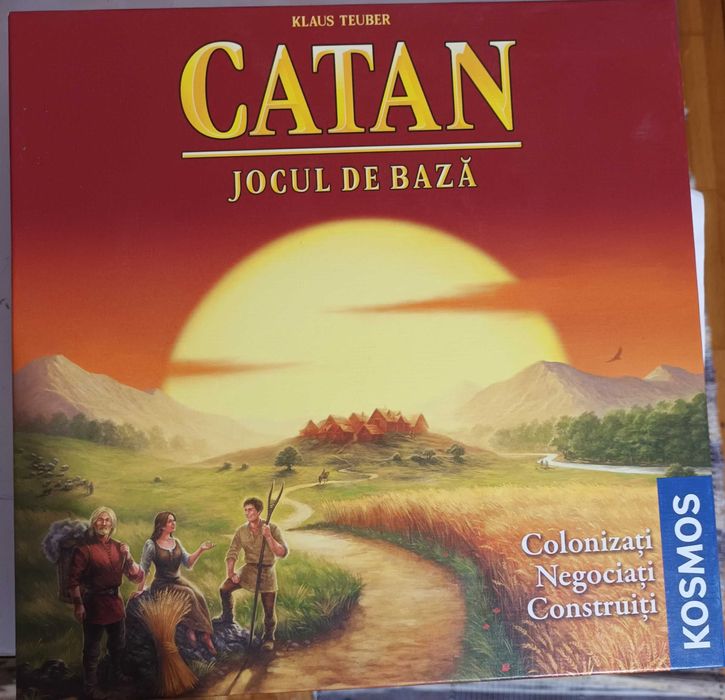 KLAUS TEUBER
CATAN
JOCUL DE BAZĂ
Colonizați
Negociați
Construiți
KOSMOS